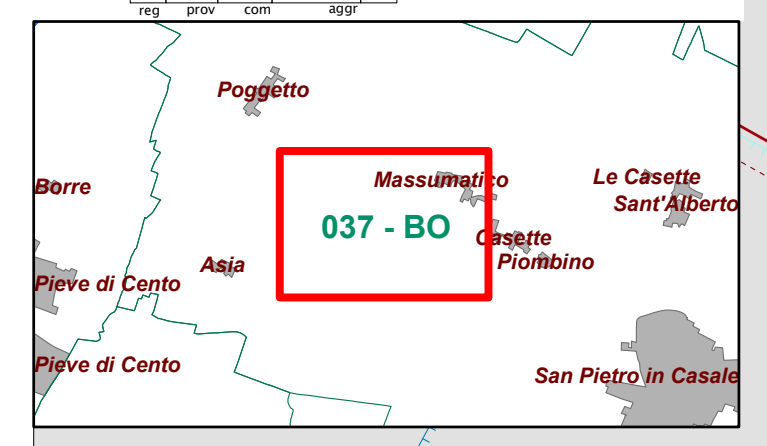 reg prov com aggr
Poggetto
Massumatico
Le Casette
Borre
Sant'Alberto
037 - BO
Casette
Asia
Piombino
Pieve di Cento
Pieve di Cento
San Pietro in Casale